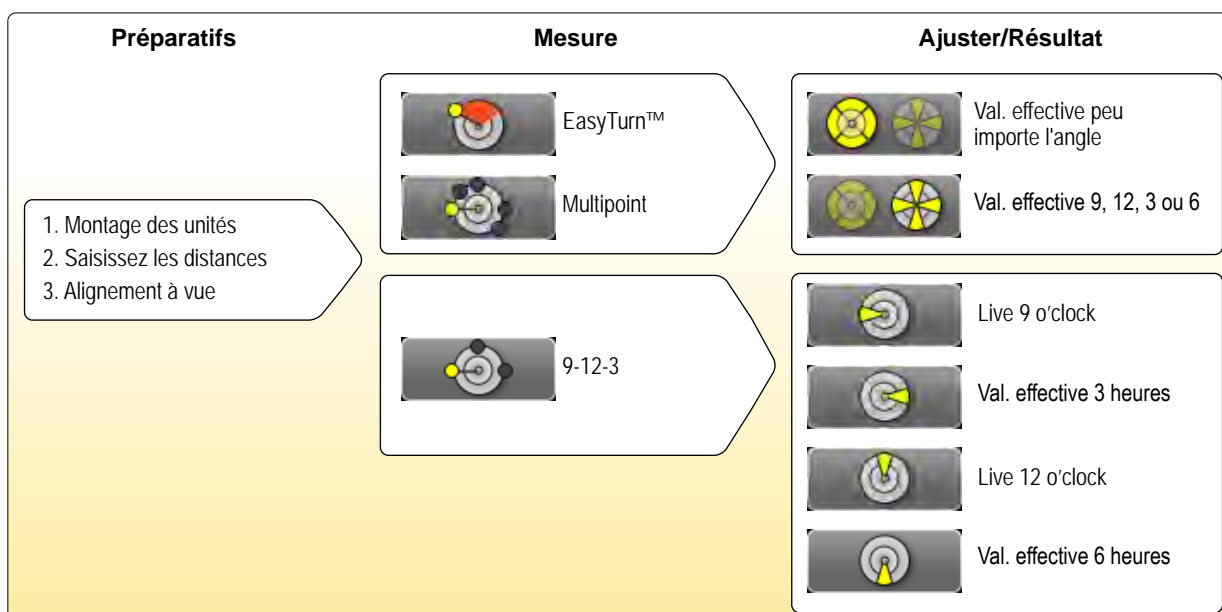 Préparatifs
Mesure
Ajuster/Résultat
1. Montage des unités
2. Saisissez les distances
3. Alignement à vue
EasyTurn™
Multipoint
9-12-3
Val. effective peu
importe l'angle
Val. effective 9, 12, 3 ou 6
Live 9 o’clock
Val. effective 3 heures
Live 12 o’clock
Val. effective 6 heures